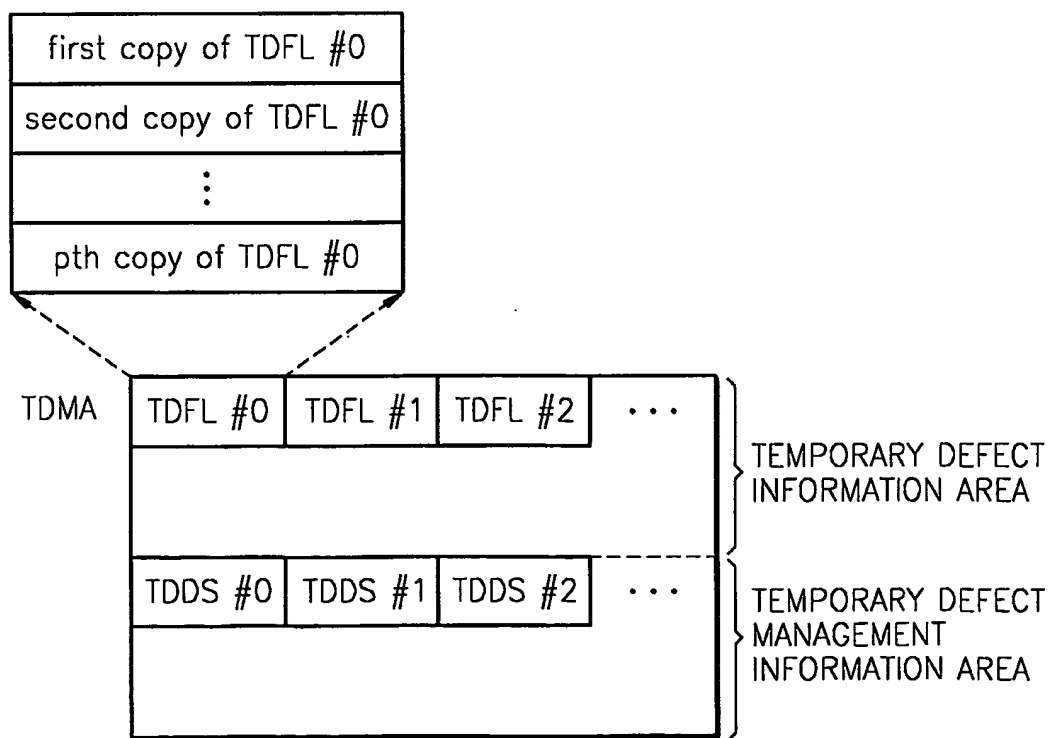 first copy of TDFL #0
second copy of TDFL #0
⋮
pth copy of TDFL #0
TDMA
TDFL #0 TDFL #1 TDFL #2 ...
TEMPORARY DEFECT
INFORMATION AREA
TDDS #0 TDDS #1 TDDS #2 ...
TEMPORARY DEFECT
MANAGEMENT
INFORMATION AREA